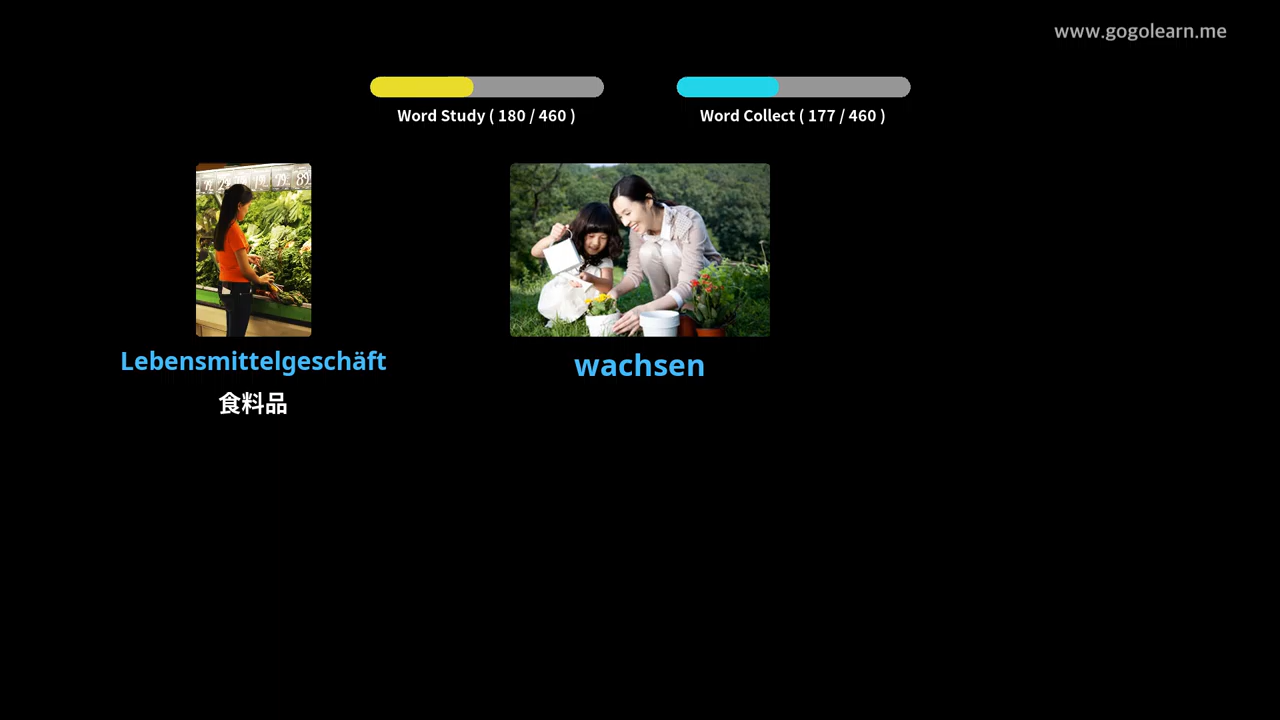 www.gogolearn.me
Word Study ( 180 / 460 )
Word Collect ( 177 / 460 )
Lebensmittelgeschäft
wachsen
食料品